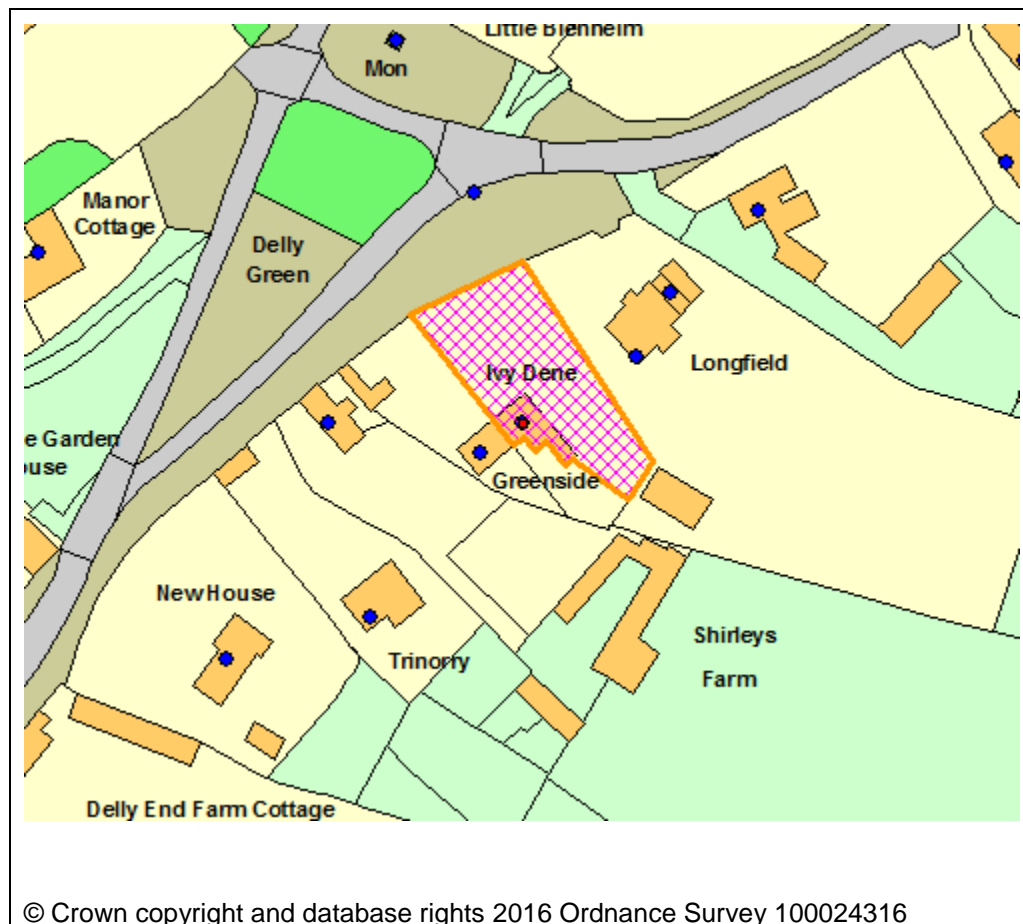 Little Blenheim
Mon
Manor
Cottage
Delly
Green
Ivy Dene
Longfield
Greenside
e Garden
ouse
New House
Trinorry
Shirleys
Farm
Delly End Farm Cottage
© Crown copyright and database rights 2016 Ordnance Survey 100024316